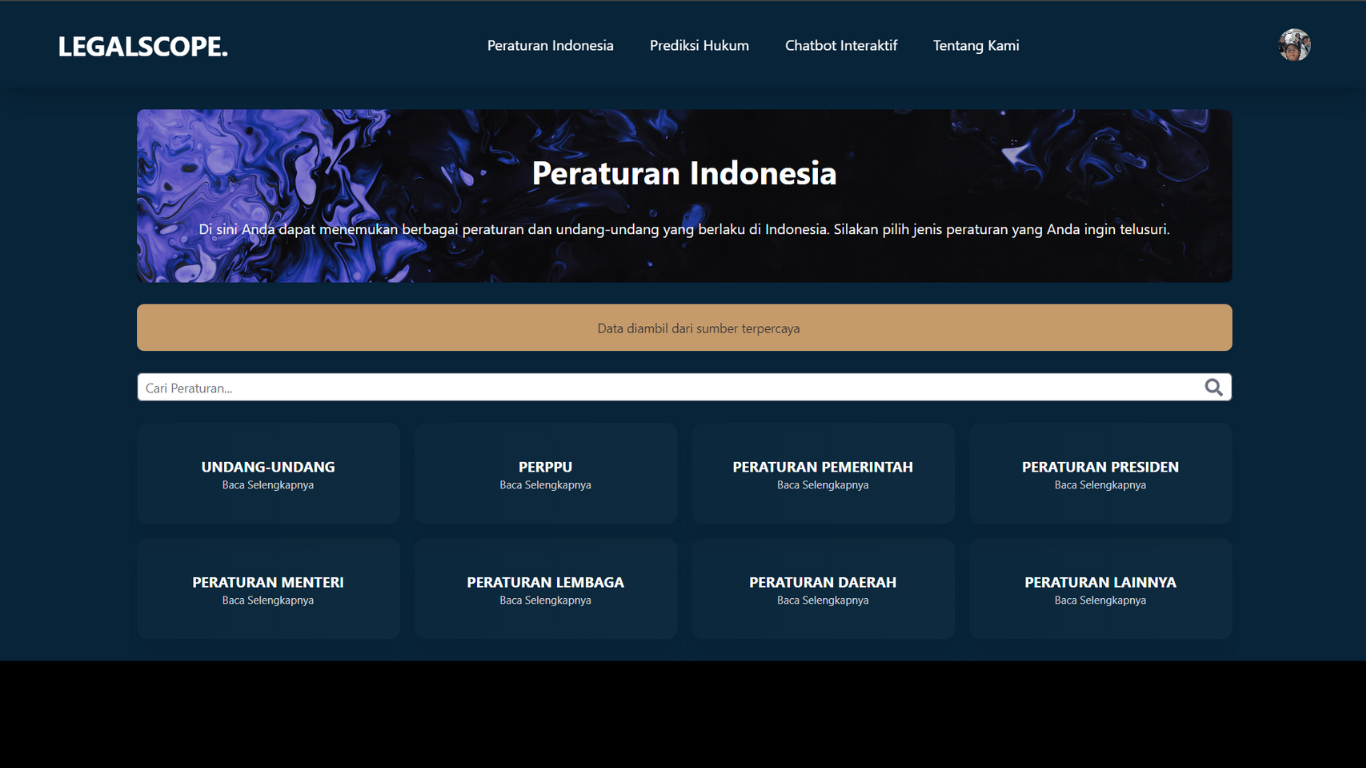 LEGALSCOPE.
Peraturan Indonesia
Prediksi Hukum
Chatbot Interaktif
Tentang Kami
Peraturan Indonesia
Di sini Anda dapat menemukan berbagai peraturan dan undang-undang yang berlaku di Indonesia. Silakan pilih jenis peraturan yang Anda ingin telusuri.
Data diambil dari sumber terpercaya
Cari Peraturan...
UNDANG-UNDANG
Baca Selengkapnya
PERPPU
Baca Selengkapnya
PERATURAN PEMERINTAH
Baca Selengkapnya
PERATURAN PRESIDEN
Baca Selengkapnya
PERATURAN MENTERI
Baca Selengkapnya
PERATURAN LEMBAGA
Baca Selengkapnya
PERATURAN DAERAH
Baca Selengkapnya
PERATURAN LAINNYA
Baca Selengkapnya